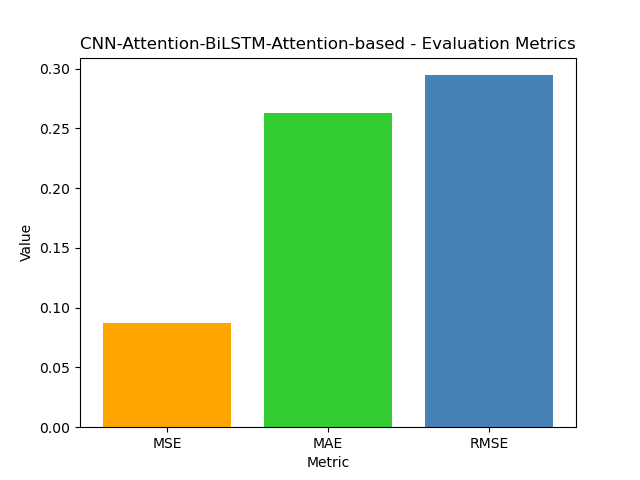 CNN-Attention-BiLSTM-Attention-based - Evaluation Metrics
0.30
0.25
0.20
0.15
0.10
0.05
0.00
Value
MSE MAE RMSE
Metric